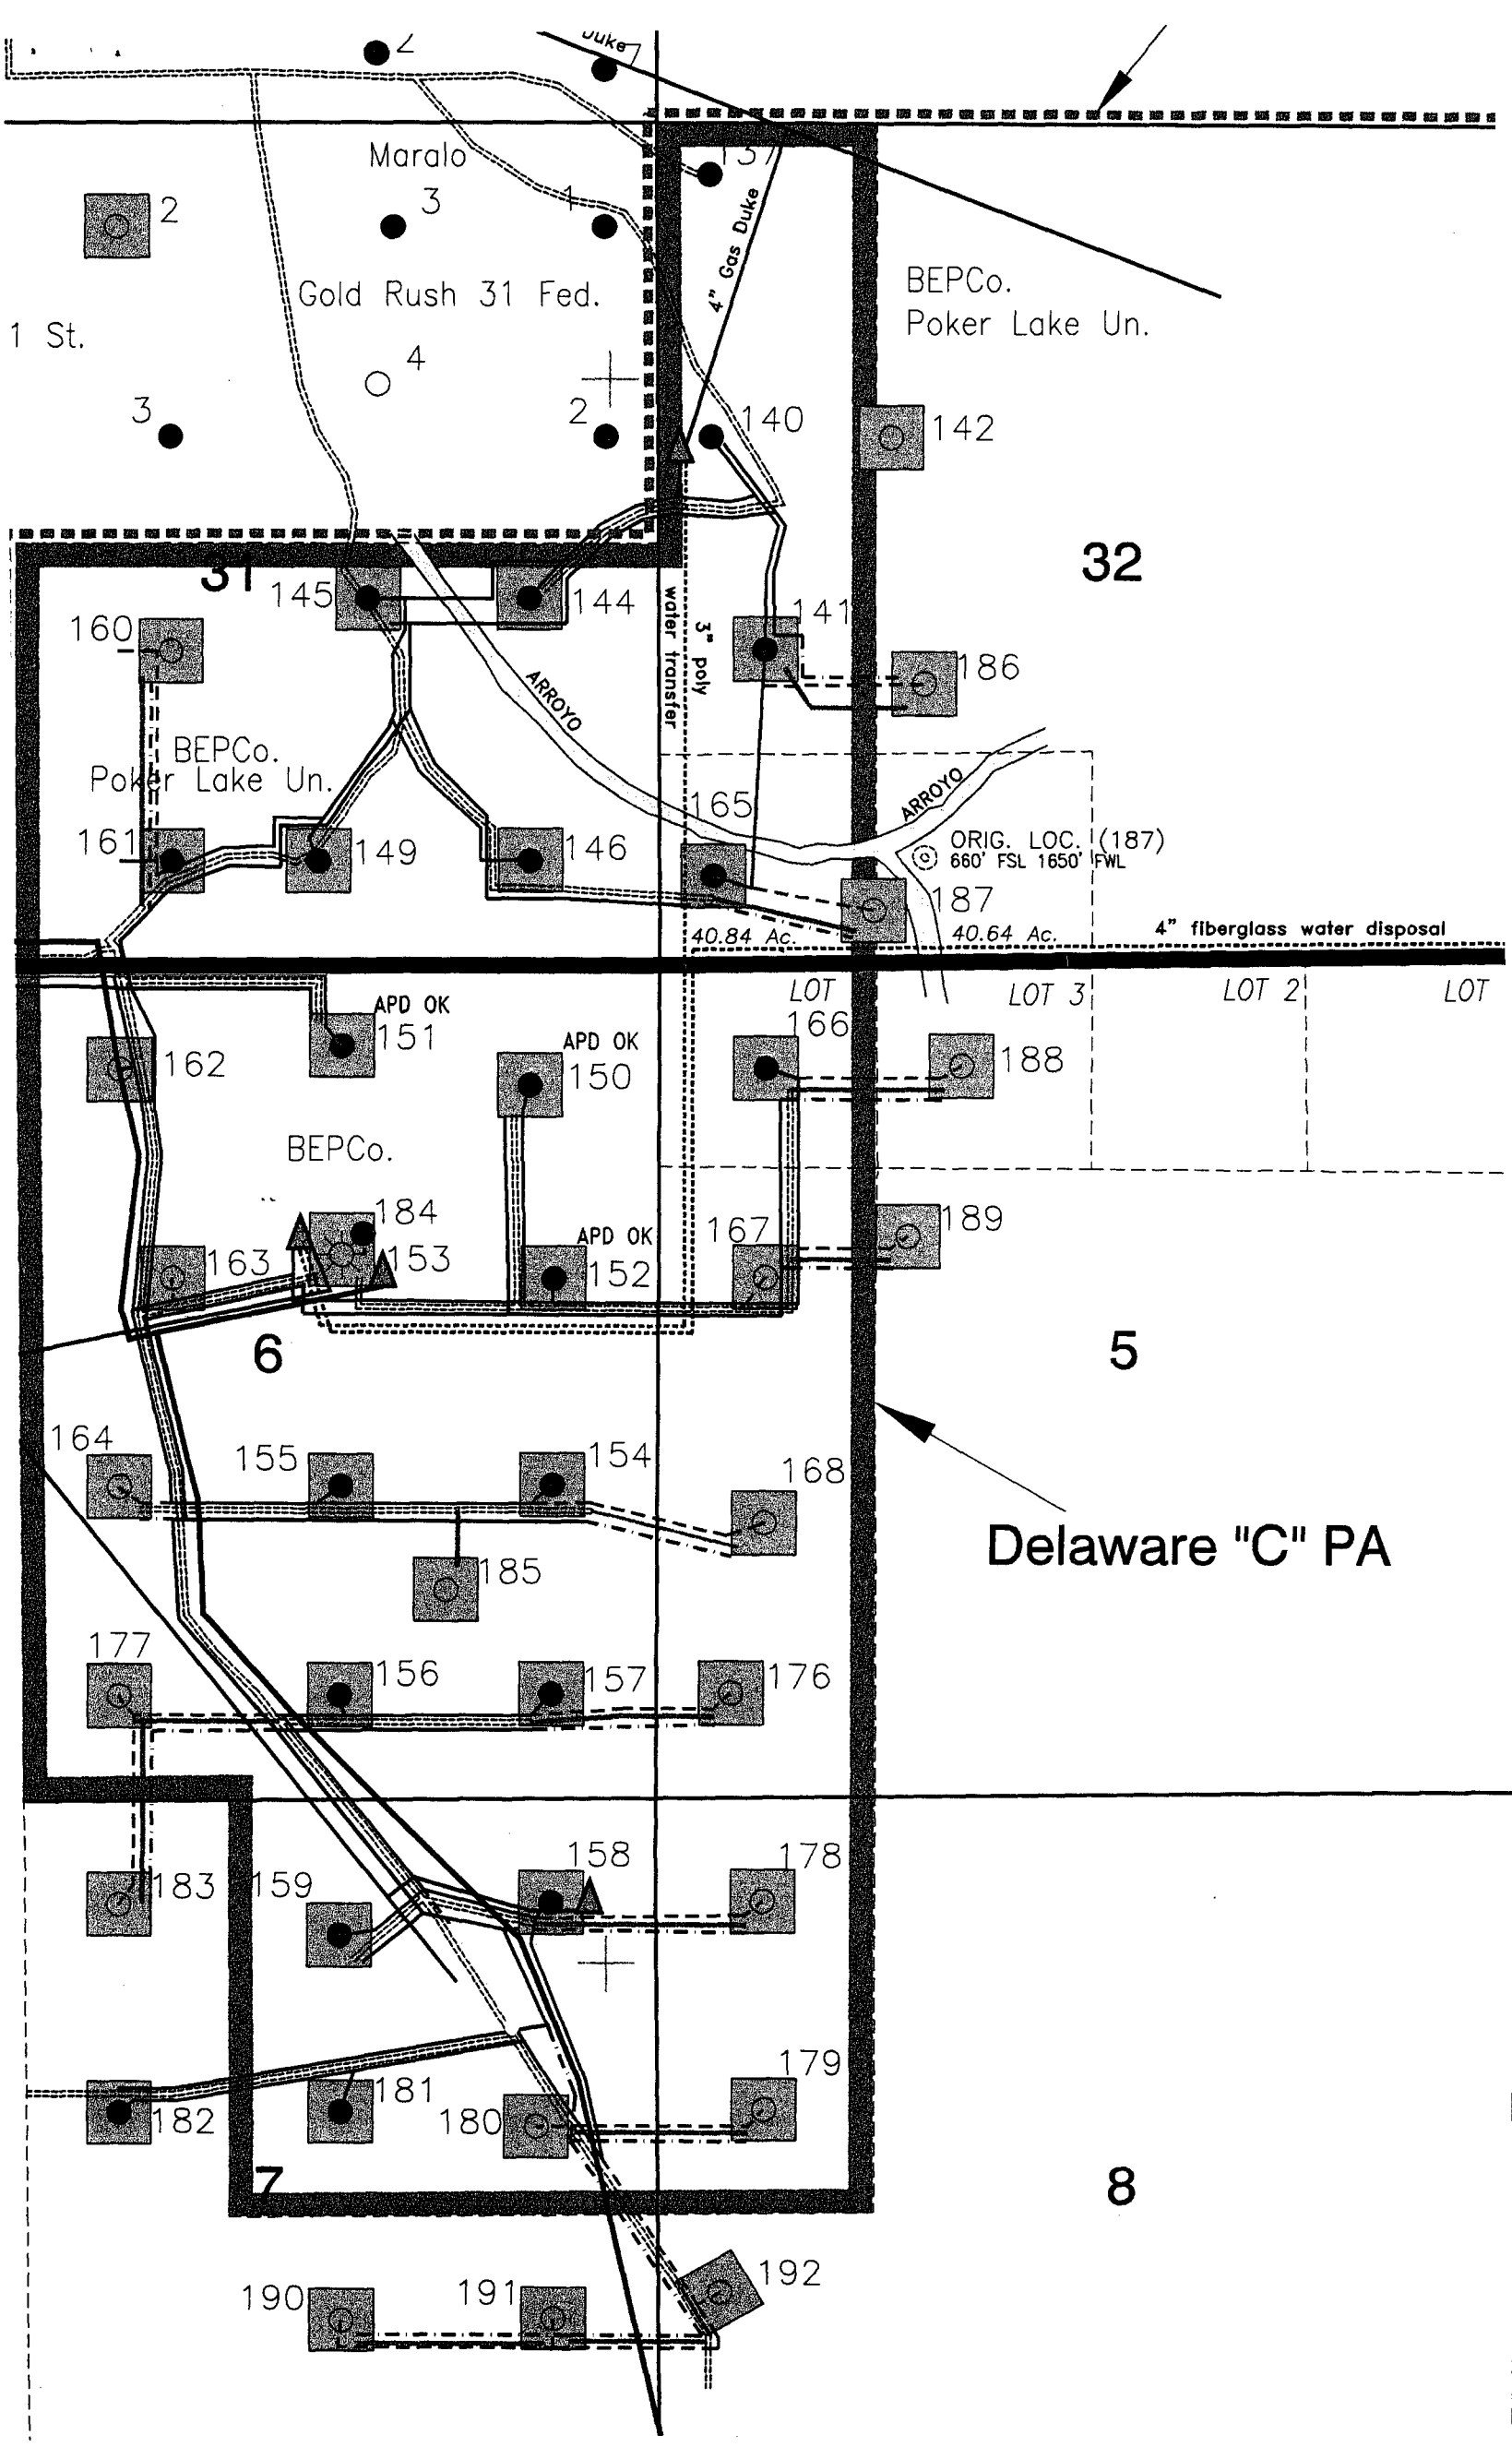 2
Duke
Maralo
137
2
3
1
4" Gas Duke
Gold Rush 31 Fed.
BEPCo.
Poker Lake Un.
1 St.
4
3
2
140
142
31
32
145
144
141
160
water transfer
3" poly
186
ARROYO
BEPCo.
Poker Lake Un.
165
ARROYO
161
149
146
ORIG. LOC. (187)
660' FSL 1650' FWL
187
40.84 Ac.
40.64 Ac.
4" fiberglass water disposal
LOT
LOT 3
LOT 2
LOT
APD OK
151
166
APD OK
162
150
188
BEPCo.
184
APD OK
167
189
163
153
152
6
5
164
155
154
168
Delaware "C" PA
185
177
156
157
176
158
178
183
159
179
181
182
180
7
8
190
191
192